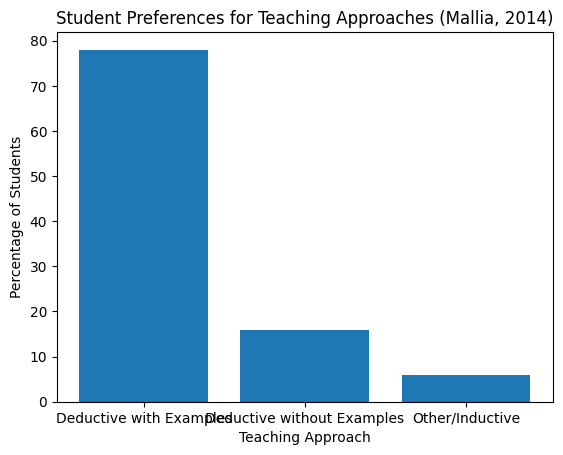 Student Preferences for Teaching Approaches (Mallia, 2014)
80
70
60
50
40
30
20
10
0
Percentage of Students
Deductive with Examples
Deductive without Examples
Other/Inductive
Teaching Approach